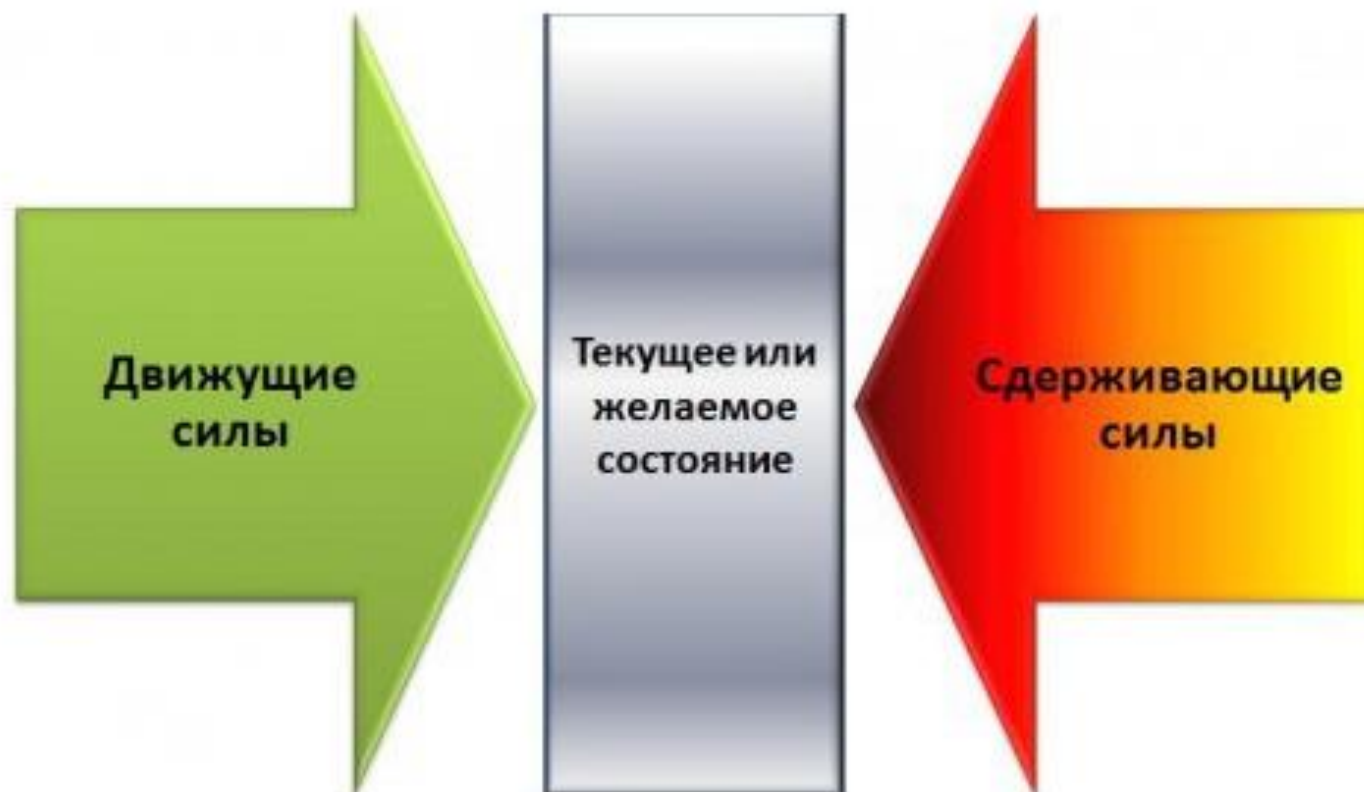 Движущие
силы
Текущее или
желаемое
состояние
Сдерживающие
силы